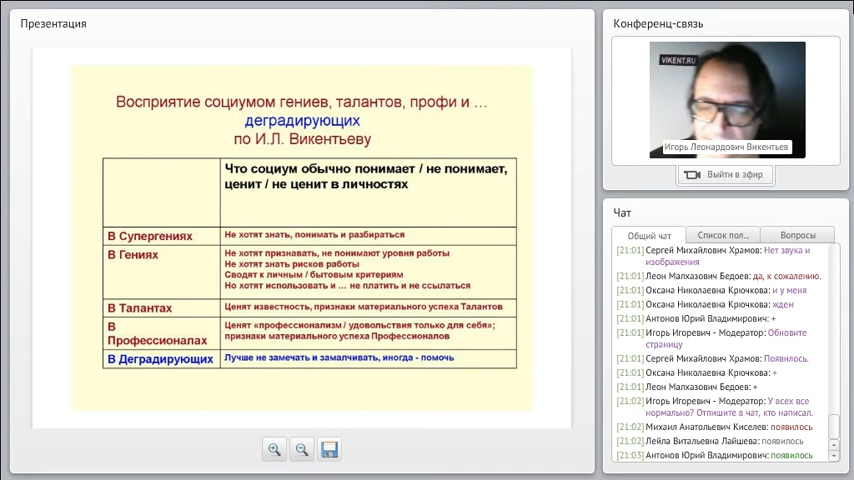 Презентация
Восприятие социумом гениев, талантов, профи и …
деградирующих
по И.Л. Викентьеву
Что социум обычно понимает / не понимает,
ценит / не ценит в личностях
В Супергениях
Не хотят знать, понимать и разбираться
В Гениях
Не хотят признавать, не понимают уровня работы
Не хотят знать рисков работы
Сводят к личным / бытовым критериям
Но хотят использовать и … не платить и не ссылаться
В Талантах
Ценят известность, признаки материального успеха Талантов
В
Профессионалах
Ценят «профессионализм / удовольствия только для себя»;
признаки материального успеха Профессионалов
В Деградирующих
Лучше не замечать и замалчивать, иногда - помочь
Конференц-связь
VIKENT.RU
Игорь Леонардович Викентьев
Выйти в эфир
Чат
Общий чат
Список пол...
Вопросы
[21:01] Сергей Михайлович Храмов: Нет звука и
изображения
[21:01] Леон Малхазович Бедоев: да, к сожалению.
[21:01] Оксана Николаевна Крючкова: и у меня
[21:01] Оксана Николаевна Крючкова: ждем
[21:01] Антонов Юрий Владимирович: +
[21:01] Игорь Игоревич - Модератор: Обновите
страницу
[21:01] Сергей Михайлович Храмов: Появилось.
[21:01] Оксана Николаевна Крючкова: +
[21:01] Леон Малхазович Бедоев: +
[21:02] Игорь Игоревич - Модератор: У всех все
нормально? Отпишите в чат, кто написал.
[21:02] Михаил Анатольевич Киселев: появилось
[21:02] Лейла Витальевна Лайшева: появилось
[21:03] Антонов Юрий Владимирович: появилось